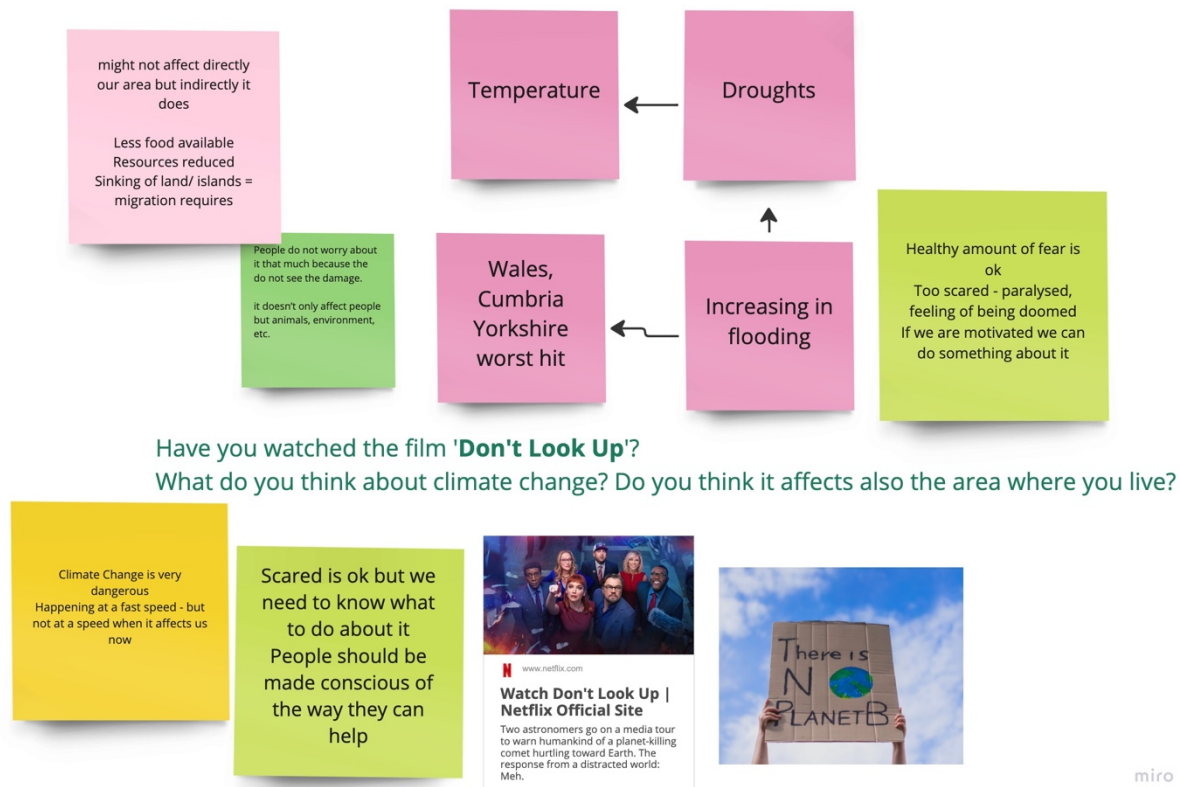 might not affect directly
our area but indirectly it
does
Less food available
Resources reduced
Sinking of land/ islands =
migration requires
Temperature
Droughts
People do not worry about
it that much because the
do not see the damage.
it doesn't only affect people
but animals, environment,
etc.
Wales,
Cumbria
Yorkshire
worst hit
Increasing in
flooding
Healthy amount of fear is
ok
Too scared - paralysed,
feeling of being doomed
If we are motivated we can
do something about it
Have you watched the film 'Don't Look Up'?
What do you think about climate change? Do you think it affects also the area where you live?
Climate Change is very
dangerous
Happening at a fast speed - but
not at a speed when it affects us
now
Scared is ok but we
need to know what
to do about it
People should be
made conscious of
the way they can
help
N www.netflix.com
Watch Don't Look Up |
Netflix Official Site
Two astronomers go on a media tour
to warn humankind of a planet-killing
comet hurtling toward Earth. The
response from a distracted world:
Meh.
There is
NO
PLANET B
miro